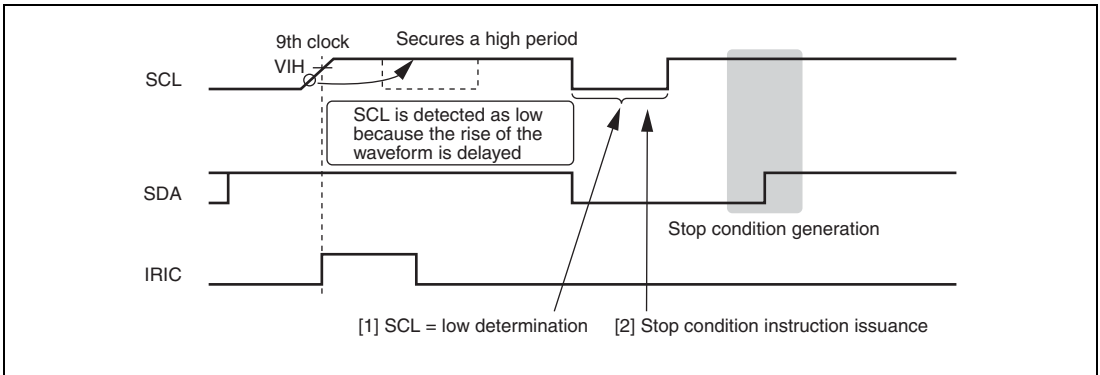 9th clock
Secures a high period
VIH
SCL
SCL is detected as low
because the rise of the
waveform is delayed
SDA
Stop condition generation
IRIC
[1] SCL = low determination
[2] Stop condition instruction issuance